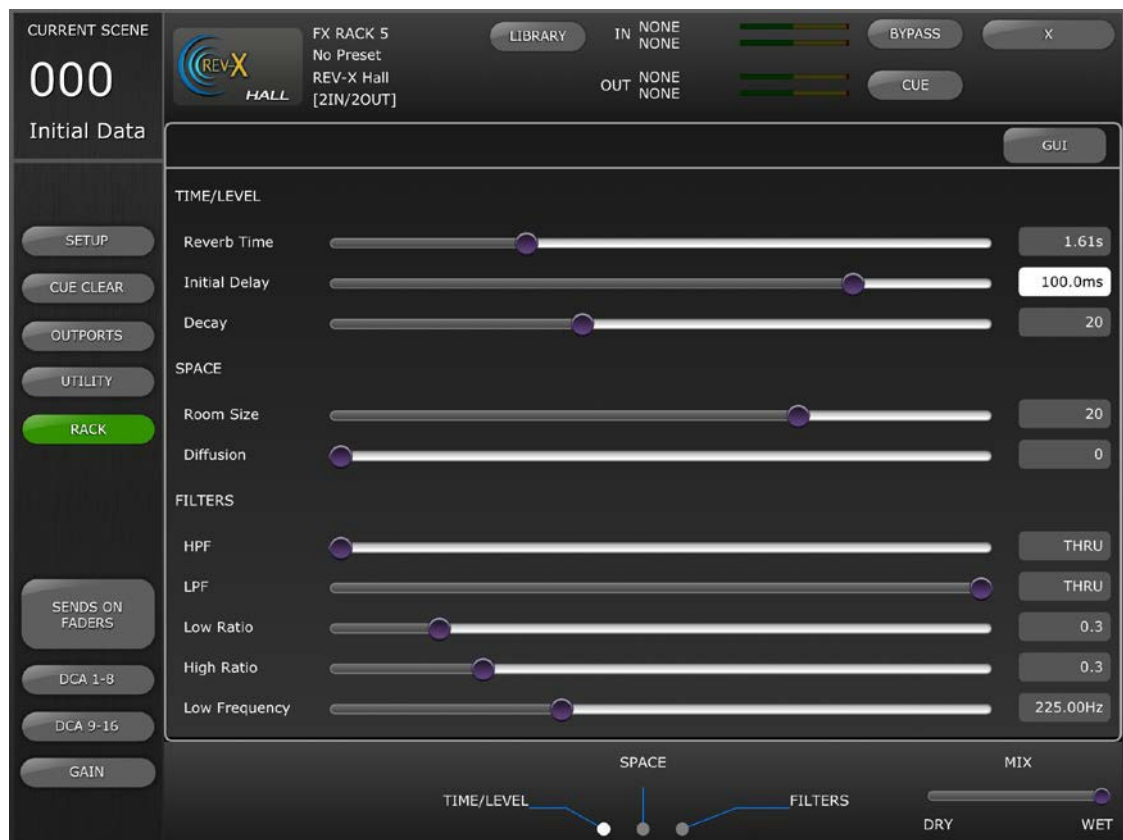 CURRENT SCENE
000
Initial Data
REV-X
HALL
FX RACK 5
No Preset
REV-X Hall
[2IN/2OUT]
LIBRARY
IN NONE
NONE
OUT NONE
NONE
BYPASS
X
CUE
GUI
SETUP
CUE CLEAR
OUTPORTS
UTILITY
RACK
SENDS ON
FADERS
DCA 1-8
DCA 9-16
GAIN
TIME/LEVEL
Reverb Time 1.61s
Initial Delay 100.0ms
Decay 20
SPACE
Room Size 20
Diffusion 0
FILTERS
HPF THRU
LPF THRU
Low Ratio 0.3
High Ratio 0.3
Low Frequency 225.00Hz
SPACE
TIME/LEVEL
FILTERS
MIX
DRY WET